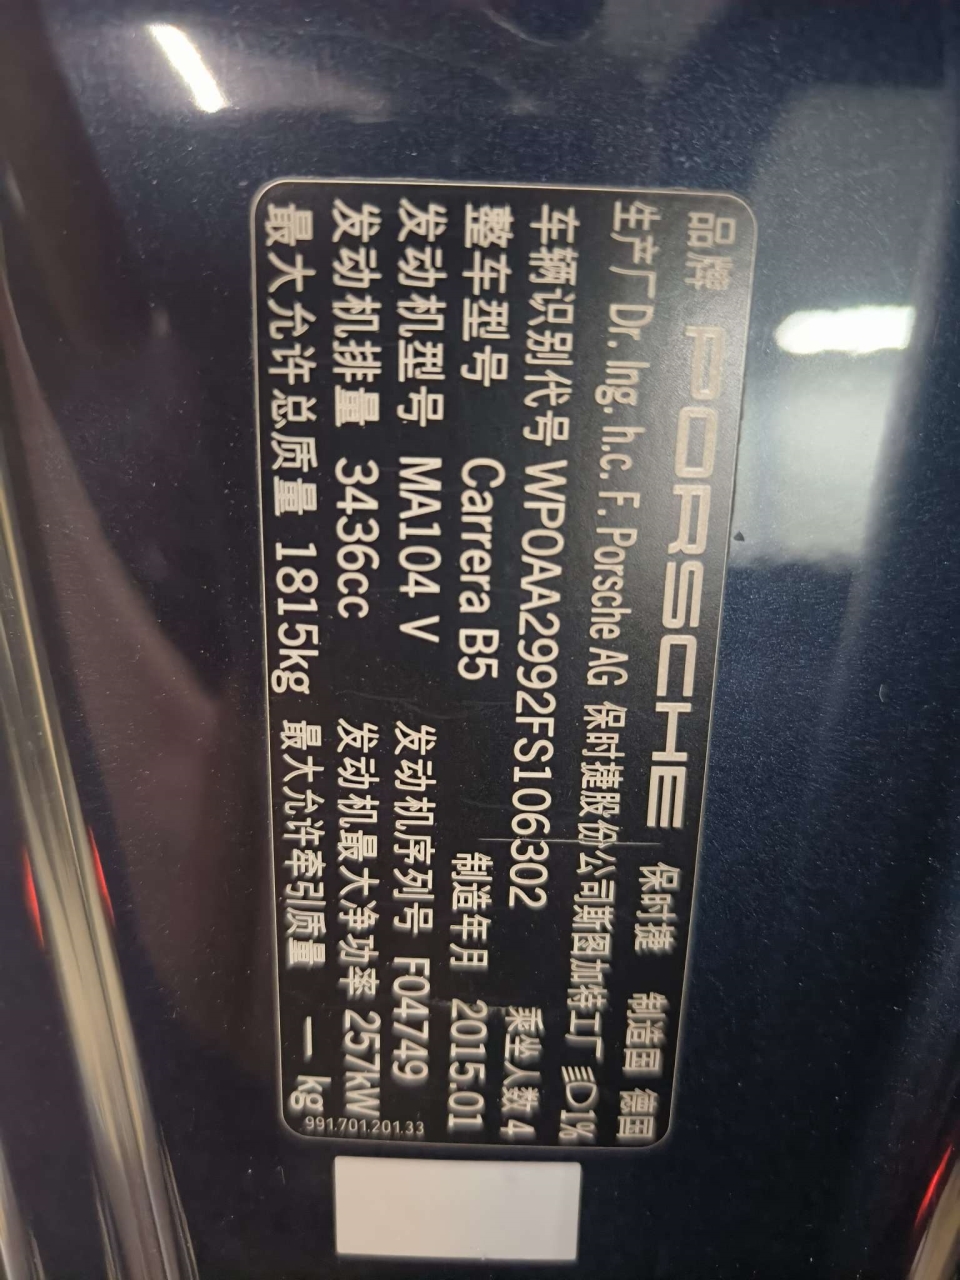 品牌 PORSCHE 保时捷 制造国 德国
生产厂 Dr. Ing. h.c. F. Porsche AG 保时捷股份公司斯图加特工厂 1%
车辆识别代号 WP0AA2992FS106302 乘坐人数 4
整车型号 Carrera B5 制造年月 2015.01
发动机型号 MA104 V 发动机序列号 F04749
发动机排量 3436cc 发动机最大净功率 257kW
最大允许总质量 1815kg 最大允许牵引质量 — kg
991.701.201.33